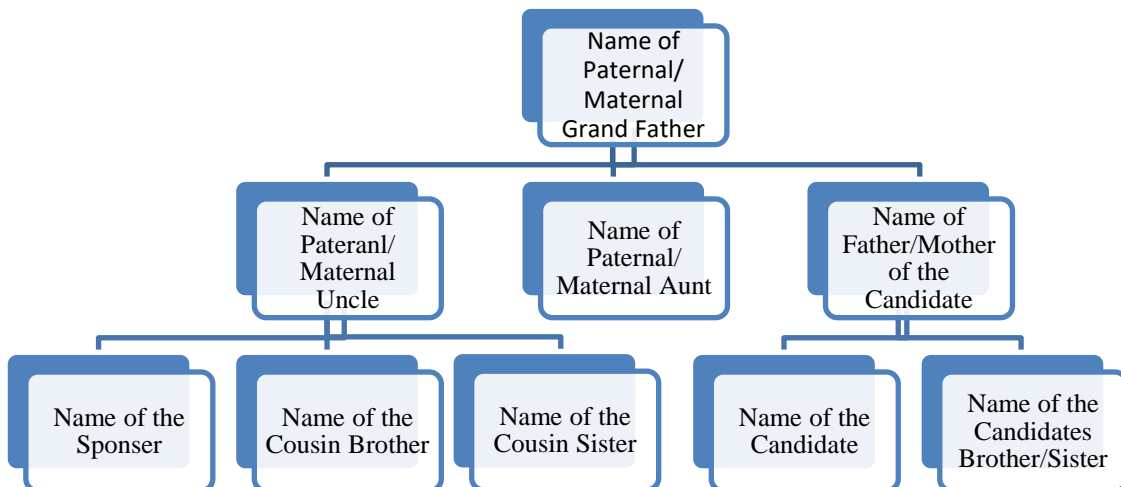 Name of
Paternal/
Maternal
Grand Father
Name of
Pateranl/
Maternal
Uncle
Name of
Paternal/
Maternal Aunt
Name of
Father/Mother
of the
Candidate
Name of the
Sponser
Name of the
Cousin Brother
Name of the
Cousin Sister
Name of the
Candidate
Name of the
Candidates
Brother/Sister